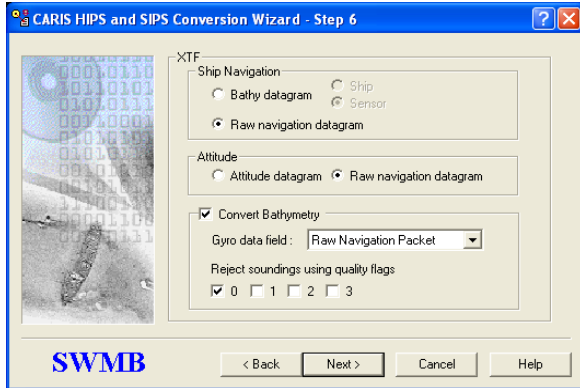 CARIS HIPS and SIPS Conversion Wizard - Step 6
XTF
Ship Navigation
Bathy datagram
Ship
Sensor
Raw navigation datagram
Attitude
Attitude datagram Raw navigation datagram
Convert Bathymetry
Gyro data field : Raw Navigation Packet
Reject soundings using quality flags
0 1 2 3
SWMB < Back Next > Cancel Help